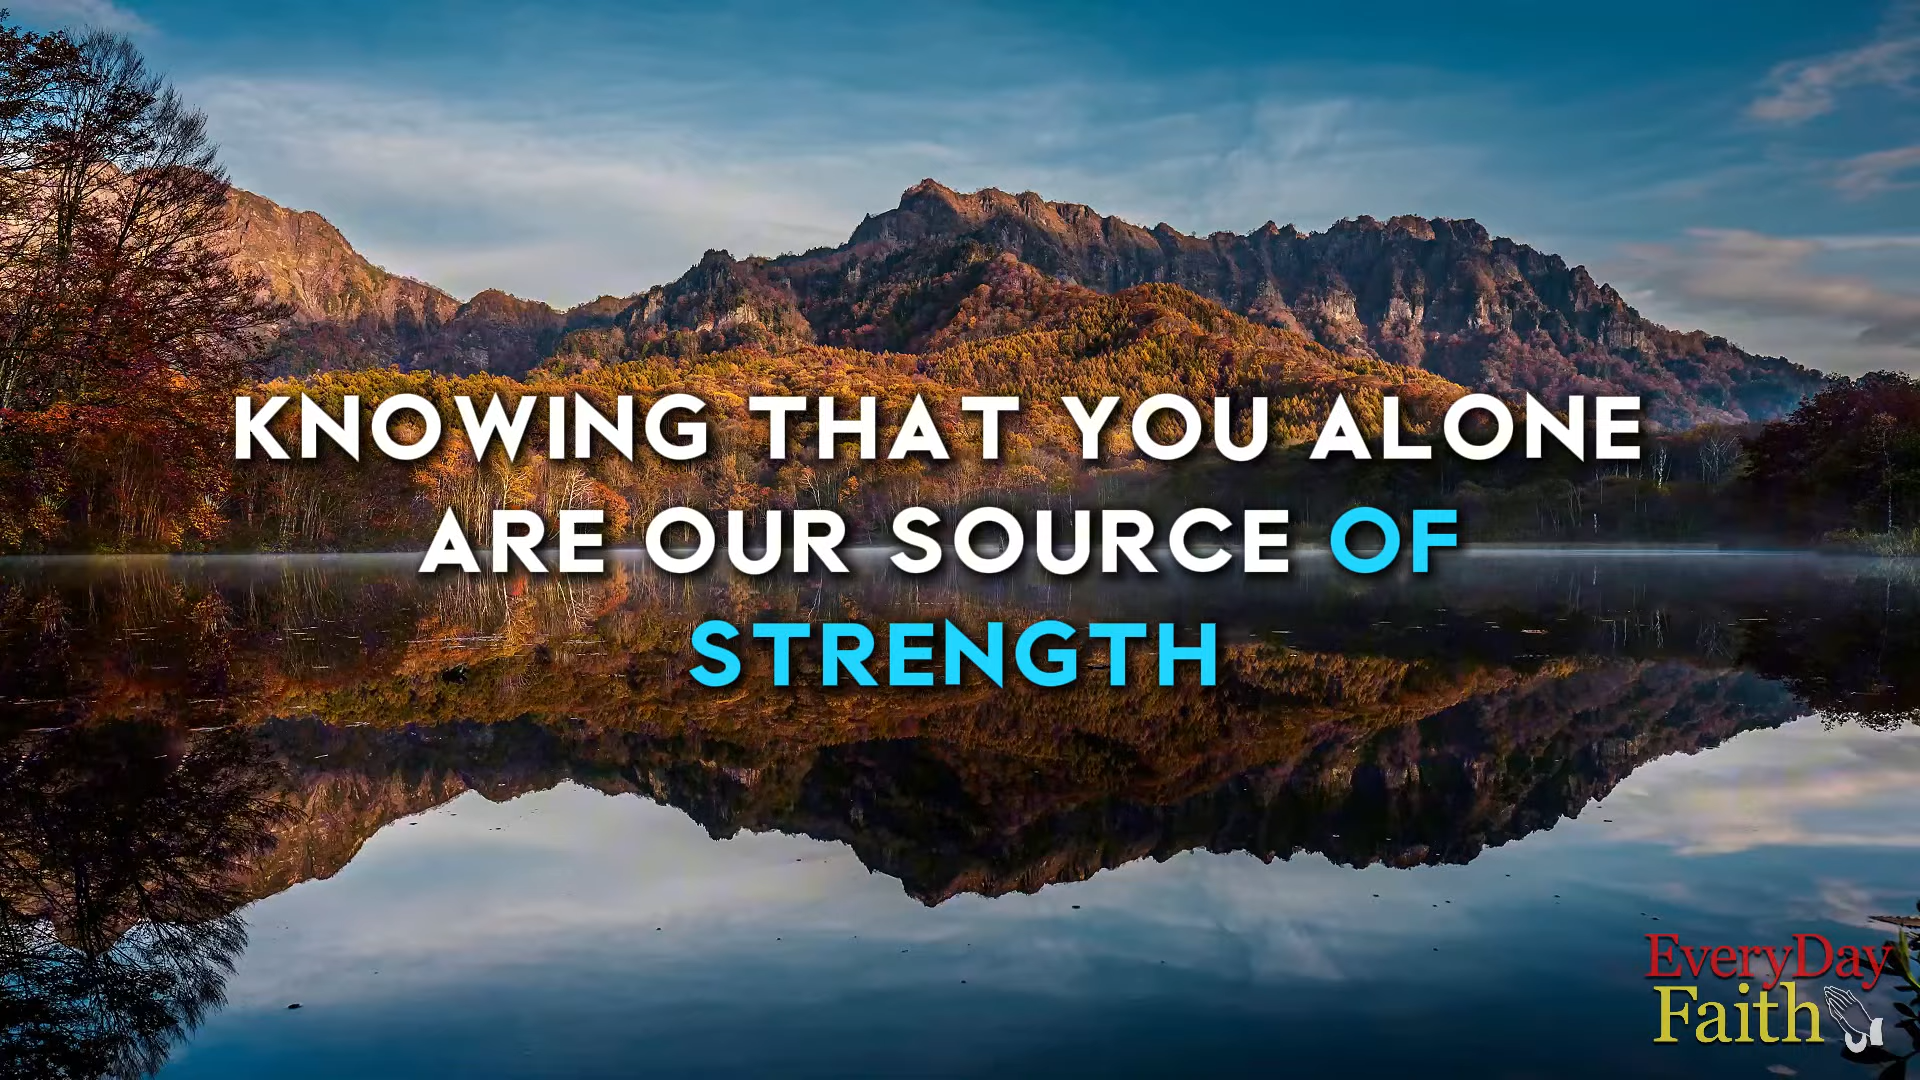 KNOWING THAT YOU ALONE
ARE OUR SOURCE OF
STRENGTH
EveryDay
Faith